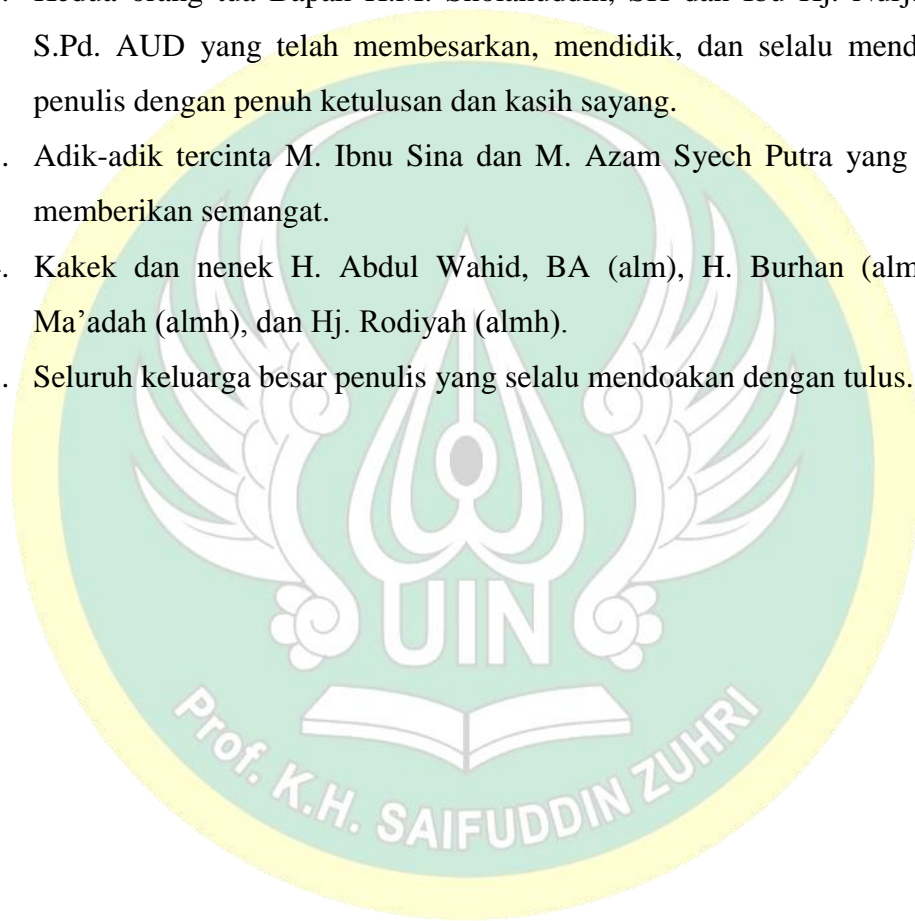 S.Pd. AUD yang telah membesarkan, mendidik, dan selalu
penulis dengan penuh ketulusan dan kasih sayang.
Adik-adik tercinta M. Ibnu Sina dan M. Azam Syech Putra yang
memberikan semangat.
Kakek dan nenek H. Abdul Wahid, BA (alm), H. Burhan (alm
Ma’adah (almh), dan Hj. Rodiyah (almh).
Seluruh keluarga besar penulis yang selalu mendoakan dengan tulus.
UIN
Prof. K.H. SAIFUDDIN ZUHRI